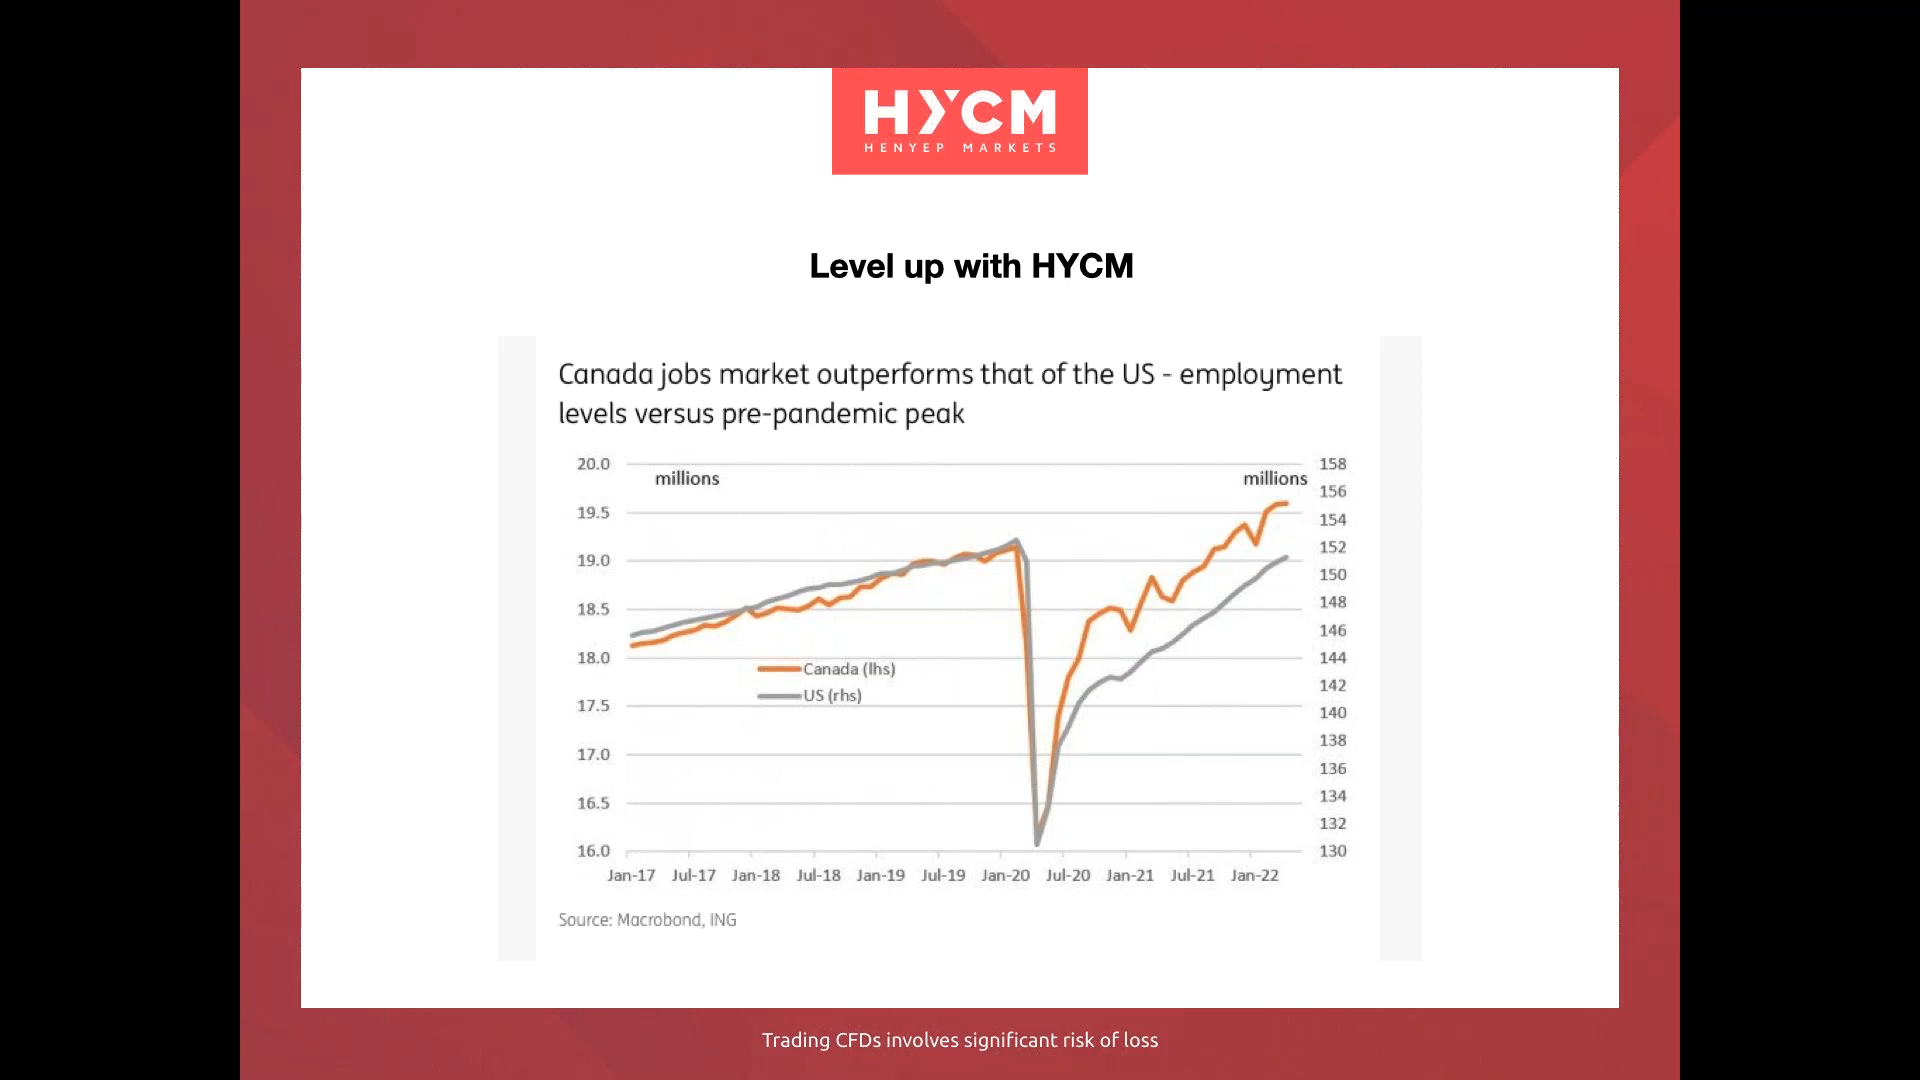 HYCM
HENYEP MARKETS
Level up with HYCM
Canada jobs market outperforms that of the US - employment
levels versus pre-pandemic peak
20.0
158
millions
millions
156
19.5
154
152
19.0
150
18.5
148
146
18.0
144
Canada (lhs)
142
US (rhs)
17.5
140
138
17.0
136
134
16.5
132
16.0
130
Jan-17 Jul-17 Jan-18 Jul-18 Jan-19 Jul-19 Jan-20 Jul-20 Jan-21 Jul-21 Jan-22
Source: Macrobond, ING
Trading CFDs involves significant risk of loss